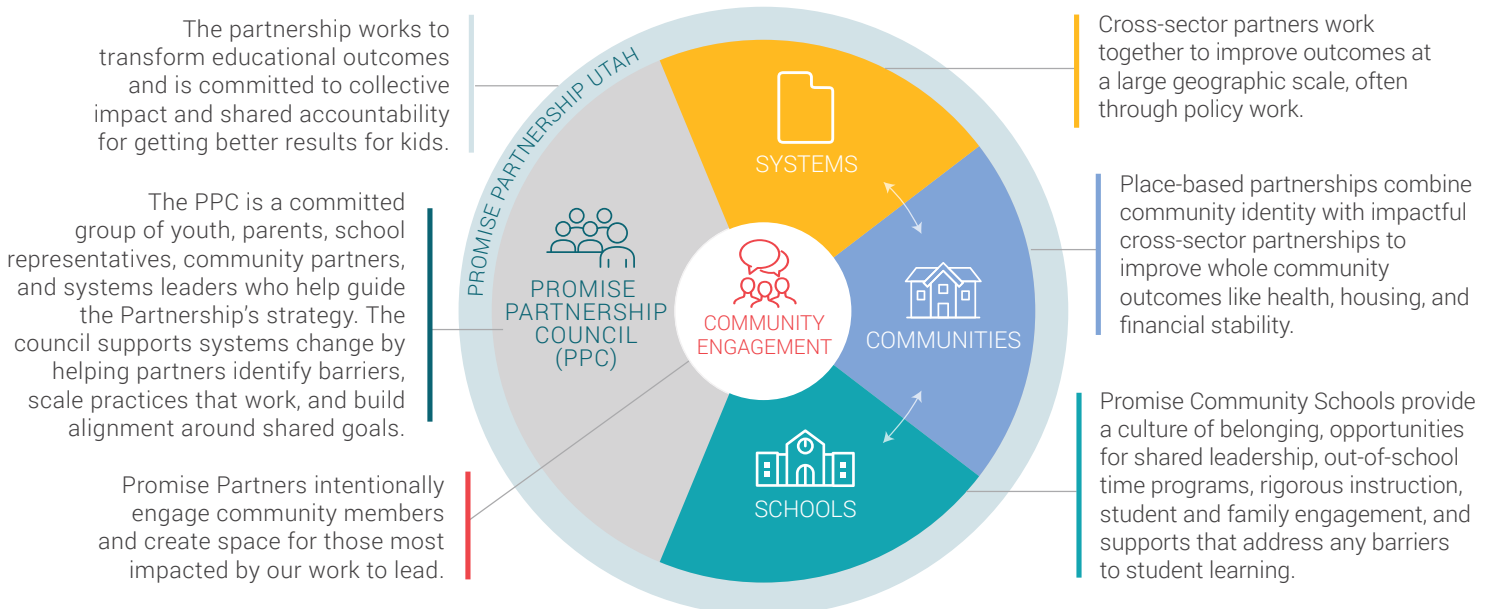 The partnership works to
transform educational outcomes
and is committed to collective
impact and shared accountability
for getting better results for kids.
The PPC is a committed
group of youth, parents, school
representatives, community partners,
and systems leaders who help guide
the Partnership's strategy. The
council supports systems change by
helping partners identify barriers,
scale practices that work, and build
alignment around shared goals.
Promise Partners intentionally
engage community members
and create space for those most
impacted by our work to lead.
PROMISE PARTNERSHIP UTAH
PROMISE
PARTNERSHIP
COUNCIL
(PPC)
SYSTEMS
COMMUNITY
ENGAGEMENT
COMMUNITIES
SCHOOLS
Cross-sector partners work
together to improve outcomes at
a large geographic scale, often
through policy work.
Place-based partnerships combine
community identity with impactful
cross-sector partnerships to
improve whole community
outcomes like health, housing, and
financial stability.
Promise Community Schools provide
a culture of belonging, opportunities
for shared leadership, out-of-school
time programs, rigorous instruction,
student and family engagement, and
supports that address any barriers
to student learning.